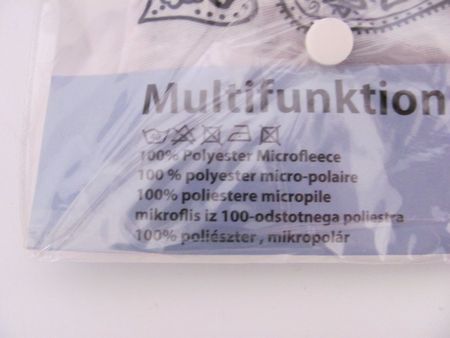 Multifunktion
100% Polyester Microfleece
100 % polyester micro-polaire
100% poliestere micropile
mikroflis iz 100-odstotnega poliestra
100% poliészter , mikropolár